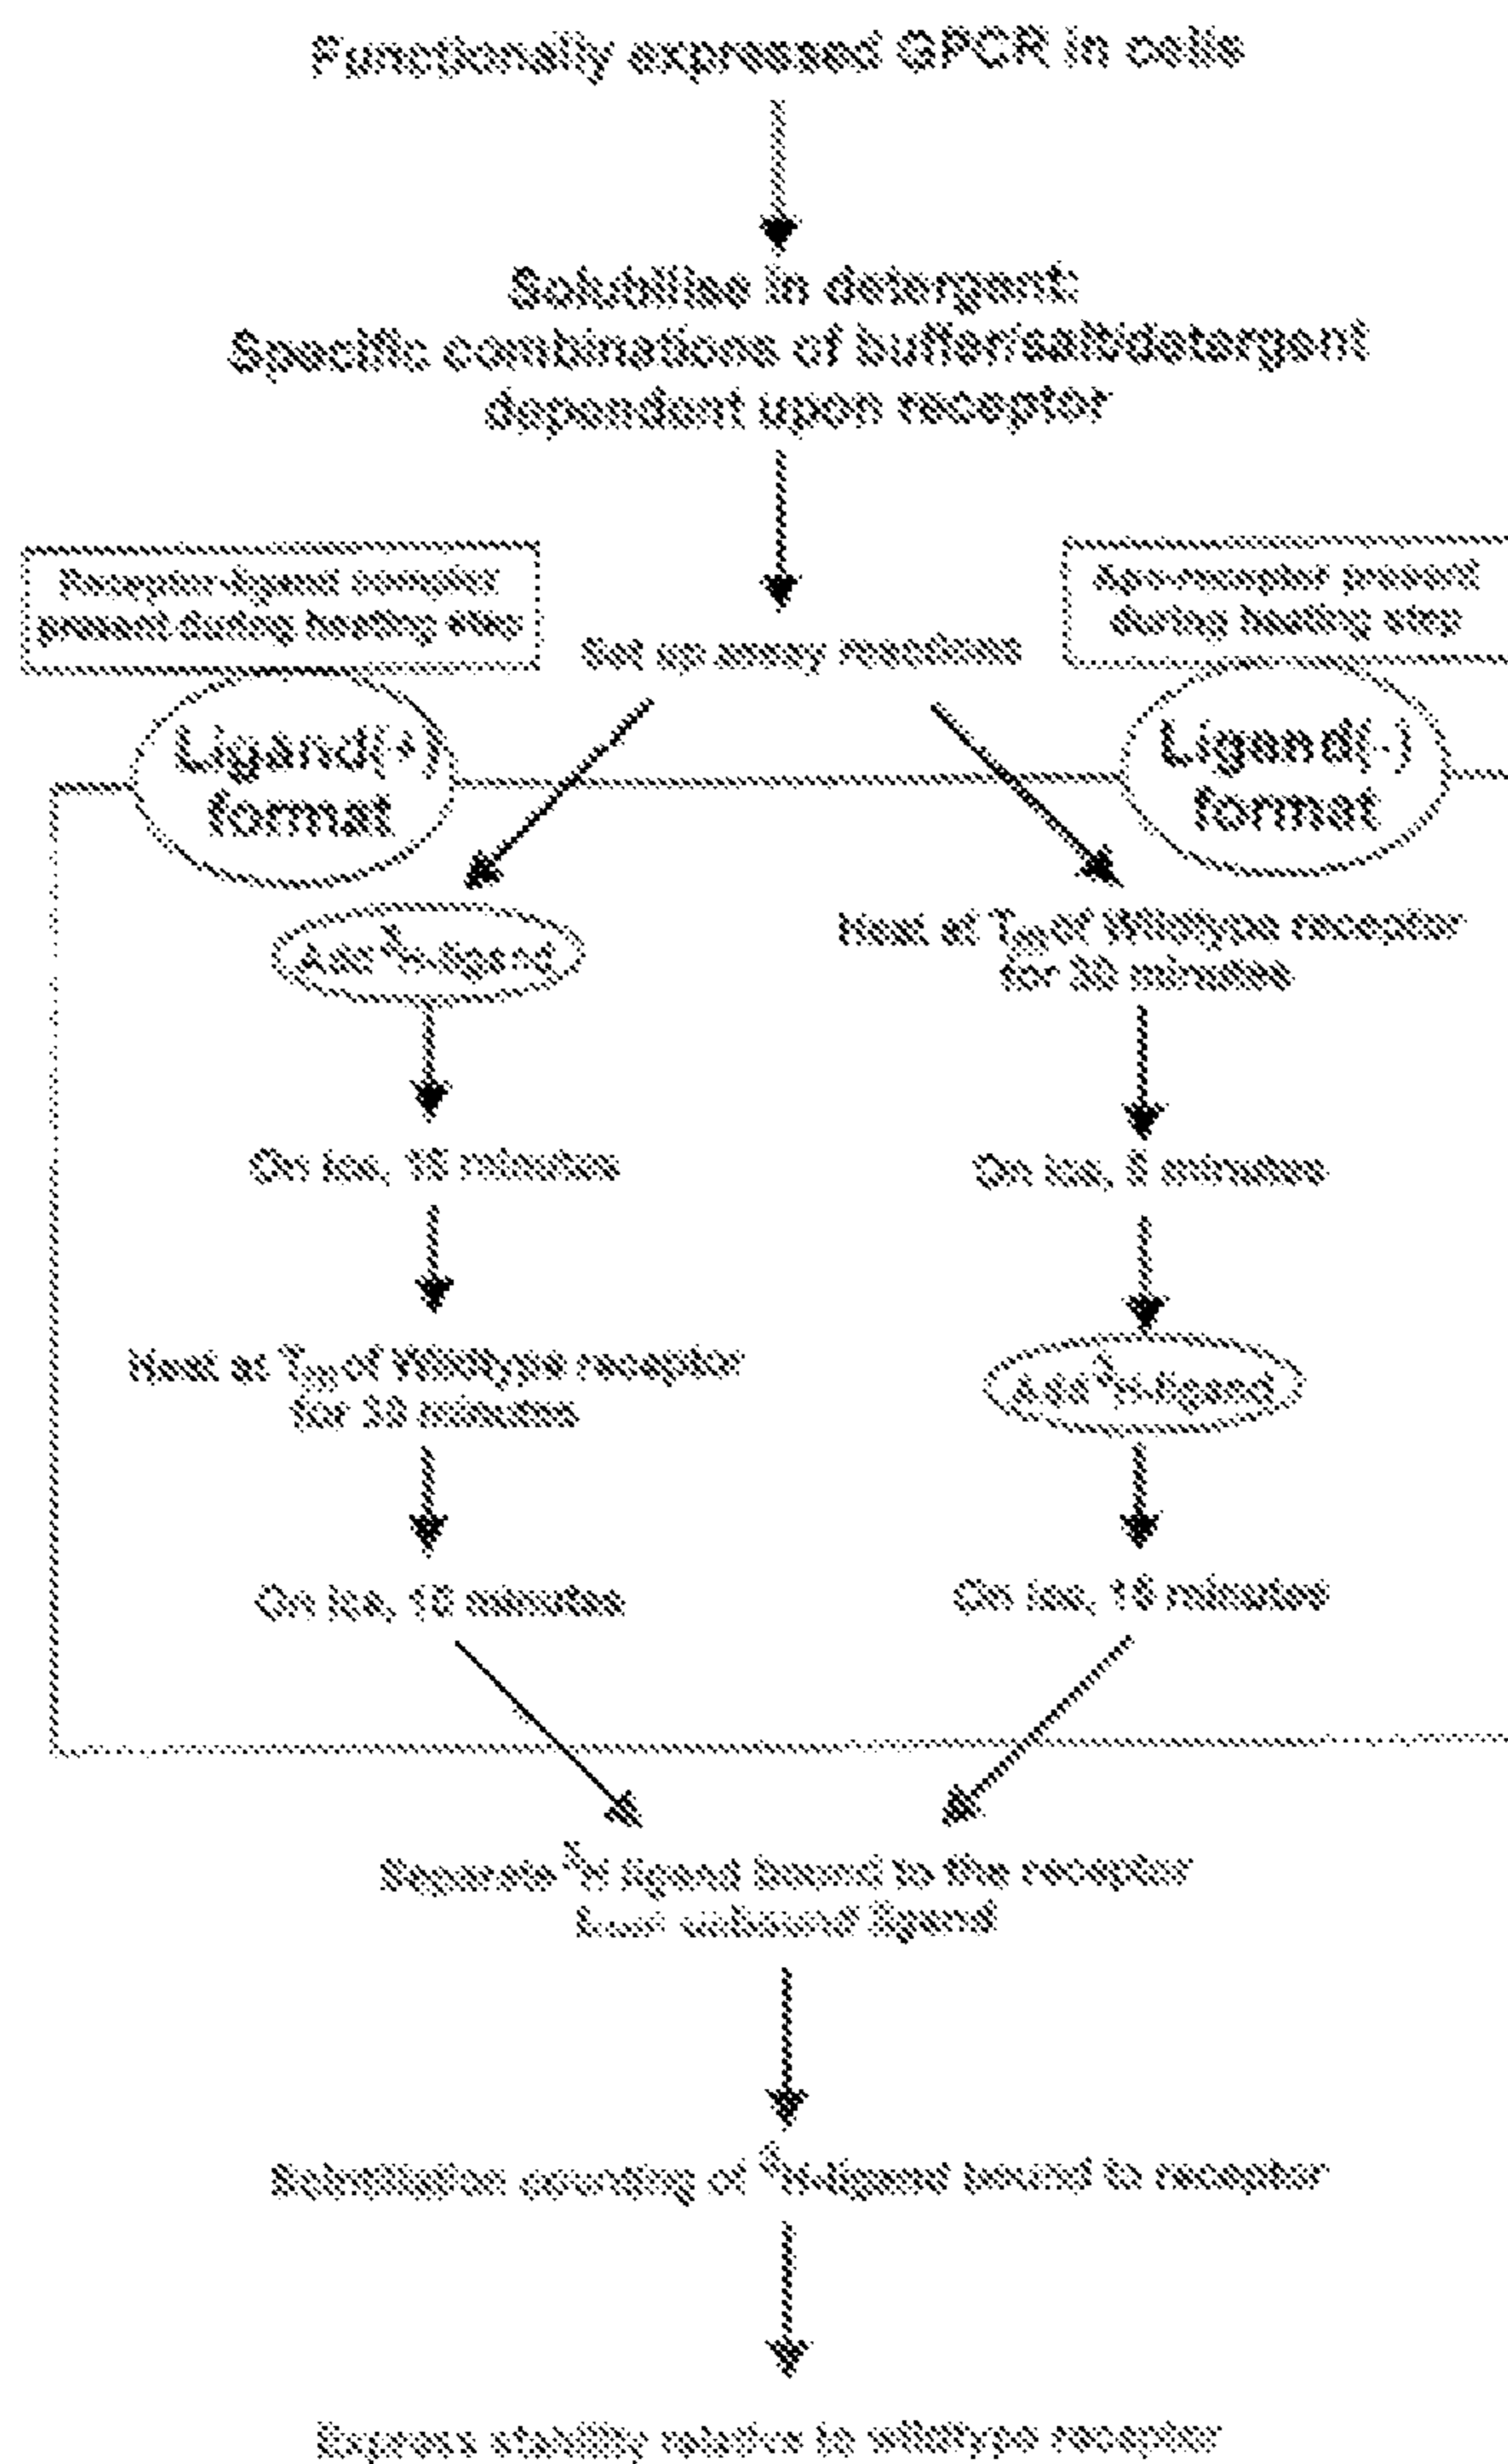 Functionally expressed GPCR in cells
Solubilise in detergent:
Specific combinations of buffer/salt/detergent
dependent upon receptor
Receptor-ligand complex
present during heating step
Apo-receptor present
during heating step
Set up assay reactions
Ligand(+)
format
Ligand(-)
format
Add ³H-ligand
Heat at T of Wildtype receptor
for 30 minutes
On ice, minutes
On ice, 5 minutes
Heat at T of Wildtype receptor
for 30 minutes
Add ³H-ligand
On ice, minutes
On ice, minutes
Separate ³H ligand bound to the receptor
from unbound ligand
Scintillation counting of ³H-ligand bound to receptor
Express stability relative to wildtype receptor